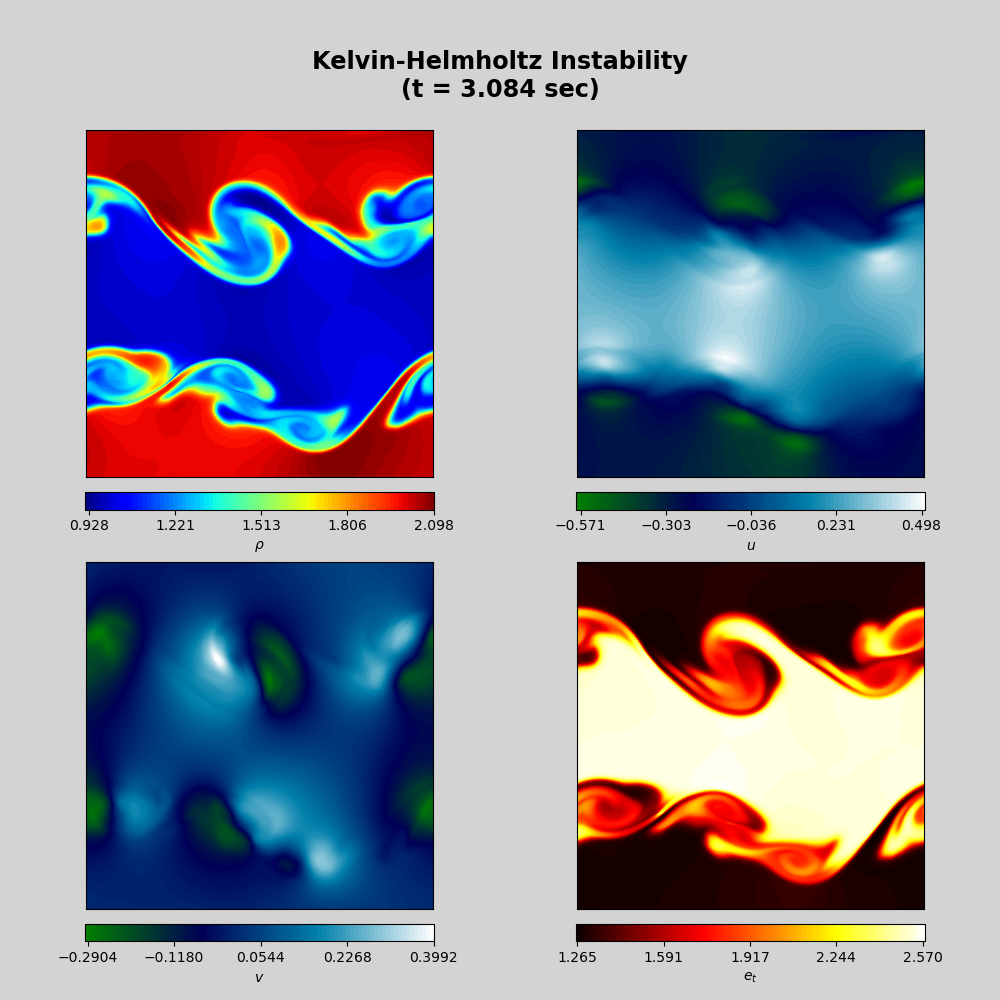 Kelvin-Helmholtz Instability
(t = 3.084 sec)
0.928 1.221 1.513 1.806 2.098
ρ
−0.571 −0.303 −0.036 0.231 0.498
u
−0.2904 −0.1180 0.0544 0.2268 0.3992
v
1.265 1.591 1.917 2.244 2.570
eₜ